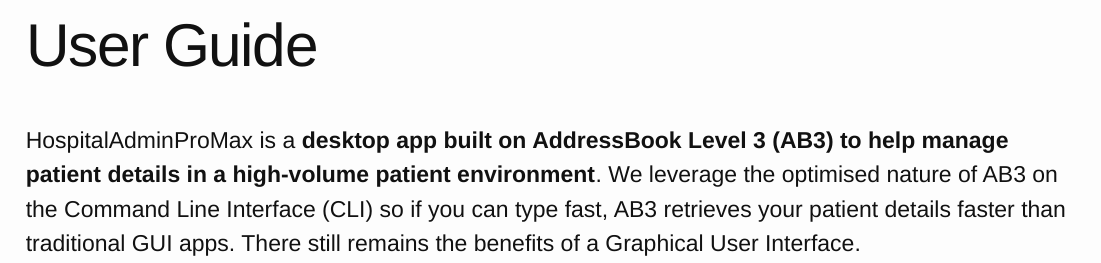 User Guide
HospitalAdminProMax is a desktop app built on AddressBook Level 3 (AB3) to help manage
patient details in a high-volume patient environment. We leverage the optimised nature of AB3 on
the Command Line Interface (CLI) so if you can type fast, AB3 retrieves your patient details faster than
traditional GUI apps. There still remains the benefits of a Graphical User Interface.